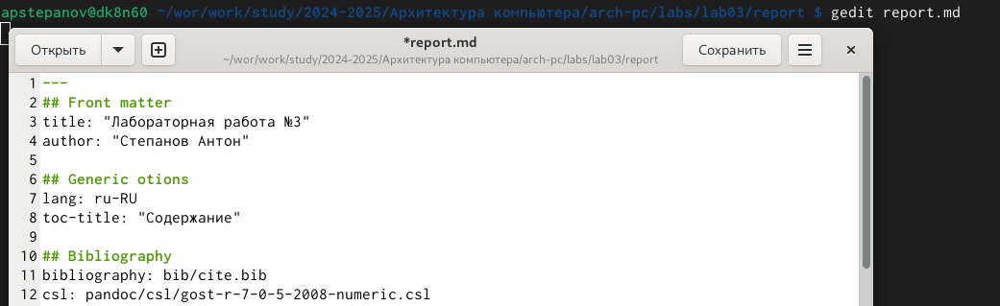 apstepanov@dk8n60 ~/wor/work/study/2024-2025/Архитектура компьютера/arch-pc/labs/lab03/report $ gedit report.md
Открыть
*report.md
~/wor/work/study/2024-2025/Архитектура компьютера/arch-pc/labs/lab03/report
Сохранить
1 ---
2 ## Front matter
3 title: "Лабораторная работа №3"
4 author: "Степанов Антон"
5
6 ## Generic otions
7 lang: ru-RU
8 toc-title: "Содержание"
9
10 ## Bibliography
11 bibliography: bib/cite.bib
12 csl: pandoc/csl/gost-r-7-0-5-2008-numeric.csl